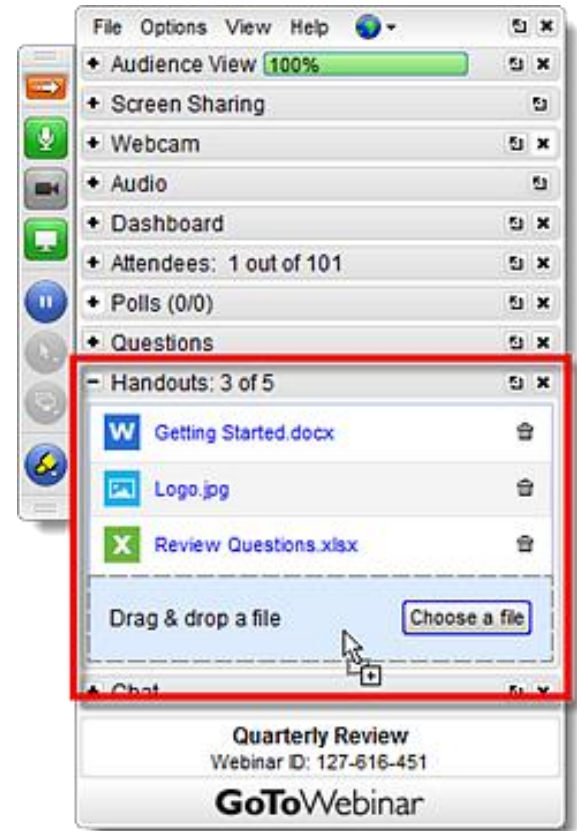 File Options View Help
Audience View 100%
Screen Sharing
Webcam
Audio
Dashboard
Attendees: 1 out of 101
Polls (0/0)
Questions
Handouts: 3 of 5
W Getting Started.docx
Logo.jpg
X Review Questions.xlsx
Drag & drop a file Choose a file
Chat
Quarterly Review
Webinar ID: 127-616-451
GoToWebinar